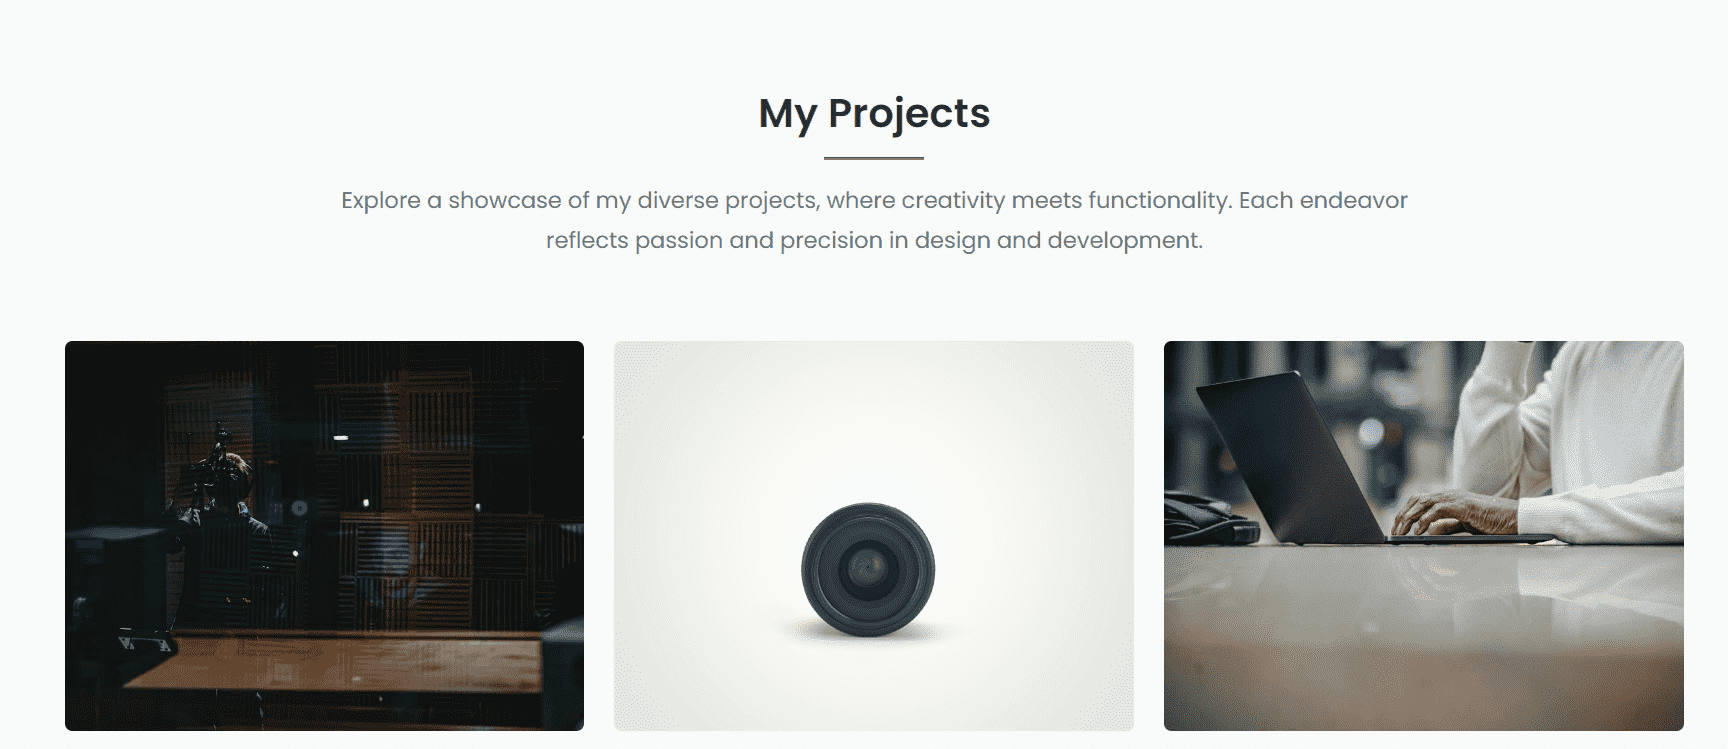 My Projects
Explore a showcase of my diverse projects, where creativity meets functionality. Each endeavor
reflects passion and precision in design and development.